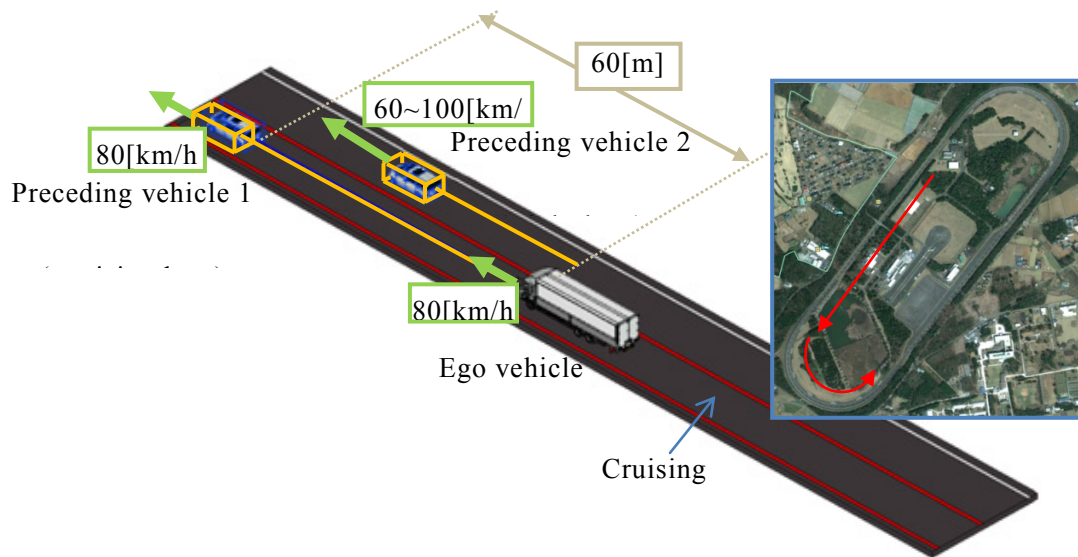 60[m]
60~100[km/
Preceding vehicle 2
80[km/h
Preceding vehicle 1
80[km/h
Ego vehicle
Cruising